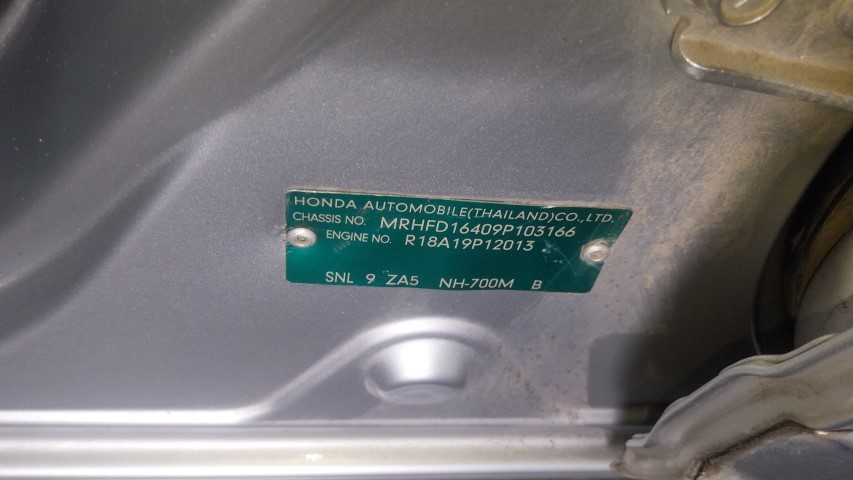 HONDA AUTOMOBILE(THAILAND)CO.,LTD.
CHASSIS NO. MRHFD16409P103166
ENGINE NO. R18A19P12013
SNL 9 ZA5 NH-700M B